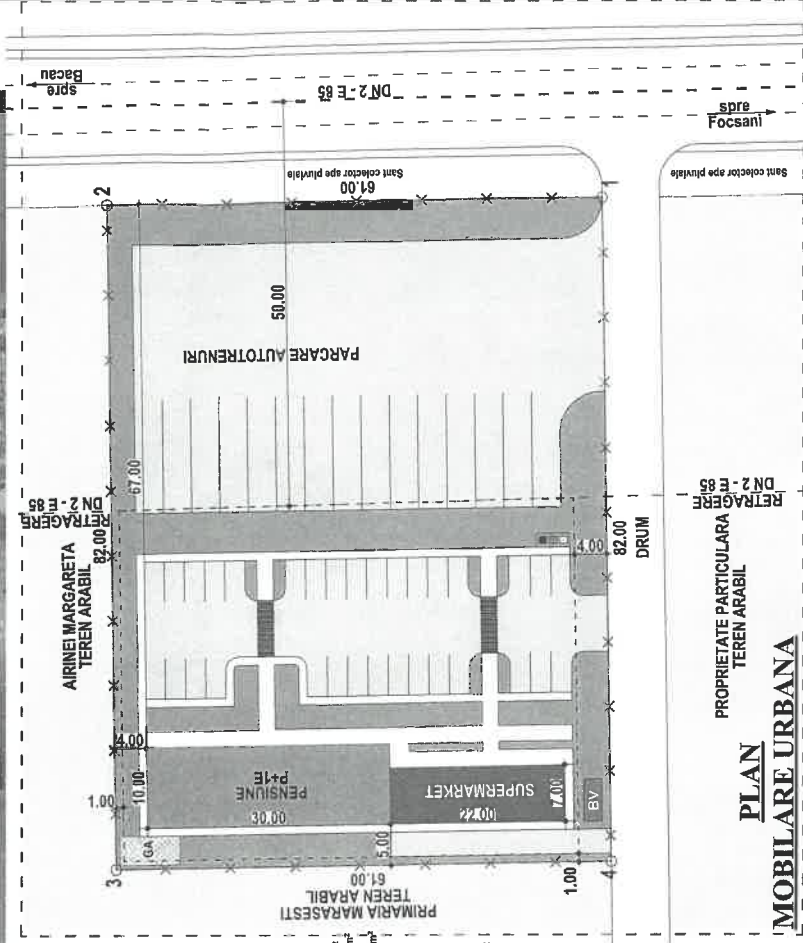 spre
Bacau
DN 2 - E 85
spre
Focsani
2
Sant colector ape pluviale
61.00
Sant colector ape pluviale
1
50.00
PARCARE AUTOTRENURI
67.00
RETRAGERE
DN 2 - E 85
AIRINEI MARGARETA
TEREN ARABIL
82.00
4.00
82.00
DRUM
RETRAGERE
DN 2 - E 85
PROPRIETATE PARTICULARA
TEREN ARABIL
4.00
1.00
10.00
PENSIUNE
P+1E
30.00
SUPERMARKET
22.00
7.00
BV
GA
5.00
3
1.00
4
PRIMARIA MARASESTI
TEREN ARABIL
61.00
m²
m²
PLAN
MOBILARE URBANA